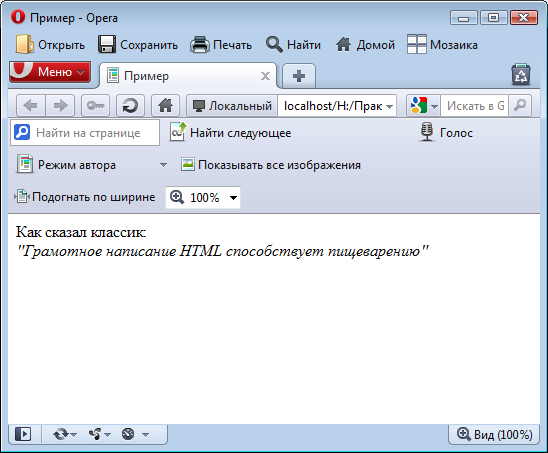 Пример - Opera
Открыть Сохранить Печать Найти Домой Мозаика
Меню Пример
Локальный localhost/H:/Прак Искать в G
Найти на странице Найти следующее Голос
Режим автора Показывать все изображения
Подогнать по ширине 100%
Как сказал классик:
"Грамотное написание HTML способствует пищеварению"
Вид (100%)